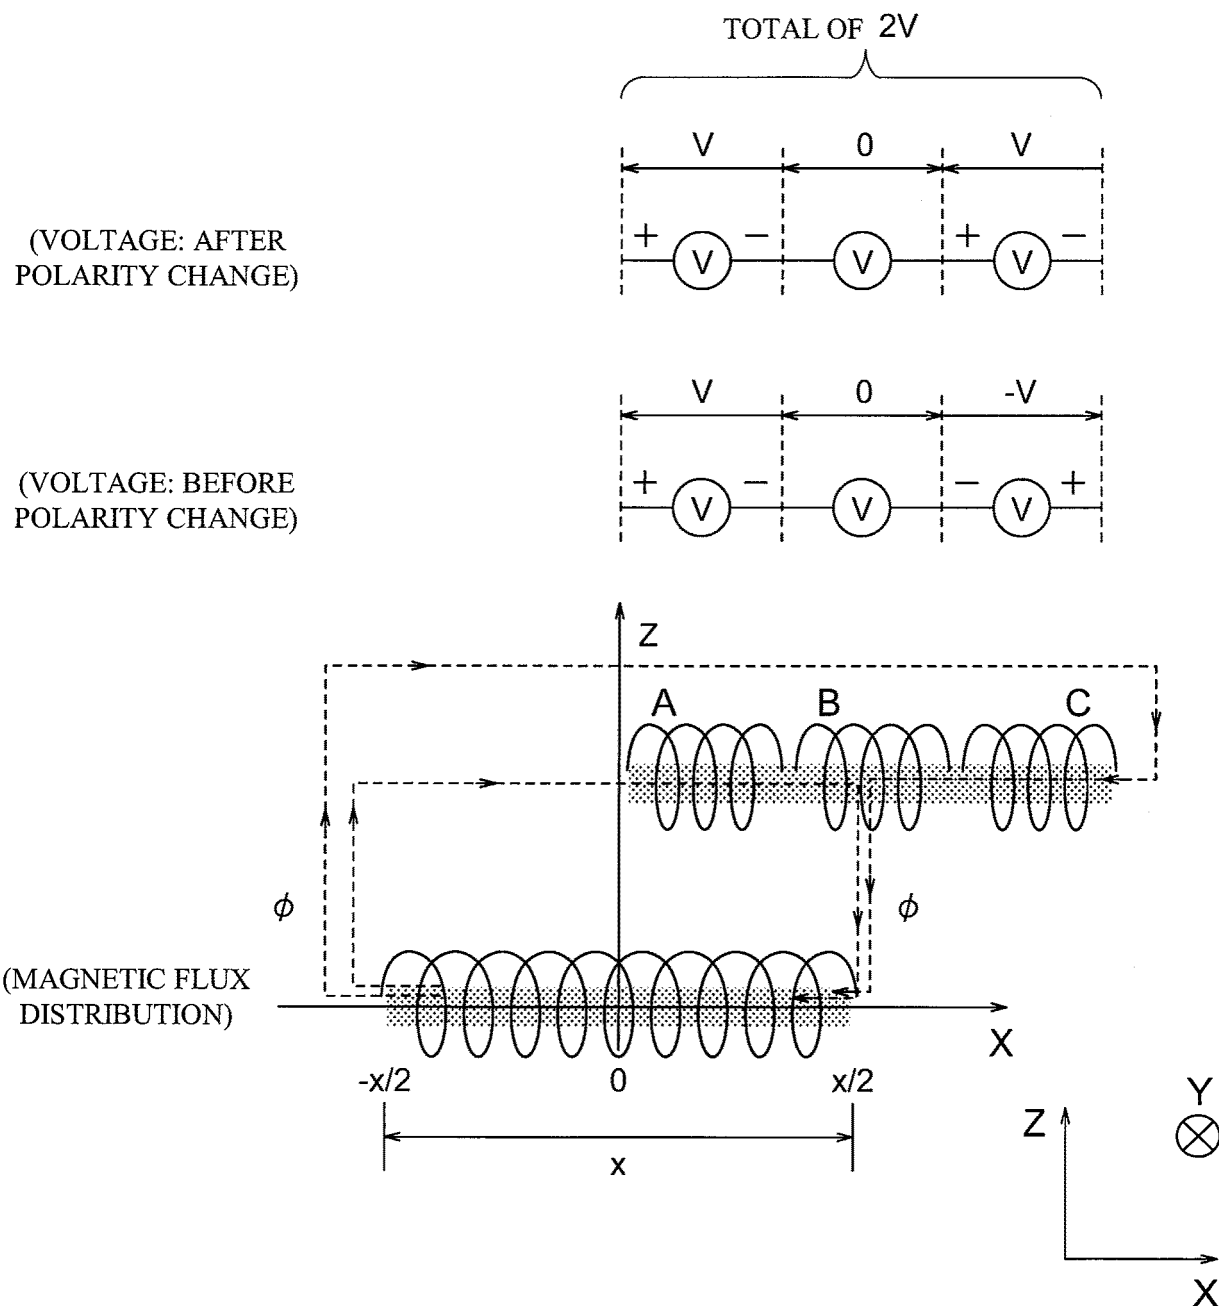 TOTAL OF 2V
V 0 V
(VOLTAGE: AFTER
POLARITY CHANGE)
+ V − V + V −
V 0 -V
(VOLTAGE: BEFORE
POLARITY CHANGE)
+ V − V − V +
Z
A B C
ϕ ϕ
(MAGNETIC FLUX
DISTRIBUTION)
X
-x/2 0 x/2
x
Y
Z
X